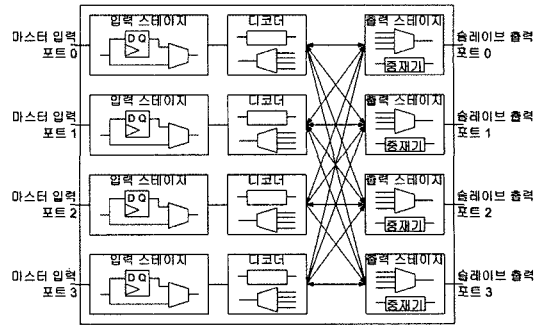 입력 스테이지 디코더 출력 스테이지
마스터 입력 포트 0
D Q
중재기
슬레이브 출력 포트 0
입력 스테이지 디코더 출력 스테이지
마스터 입력 포트 1
D Q
중재기
슬레이브 출력 포트 1
입력 스테이지 디코더 출력 스테이지
마스터 입력 포트 2
D Q
중재기
슬레이브 출력 포트 2
입력 스테이지 디코더 출력 스테이지
마스터 입력 포트 3
D Q
중재기
슬레이브 출력 포트 3